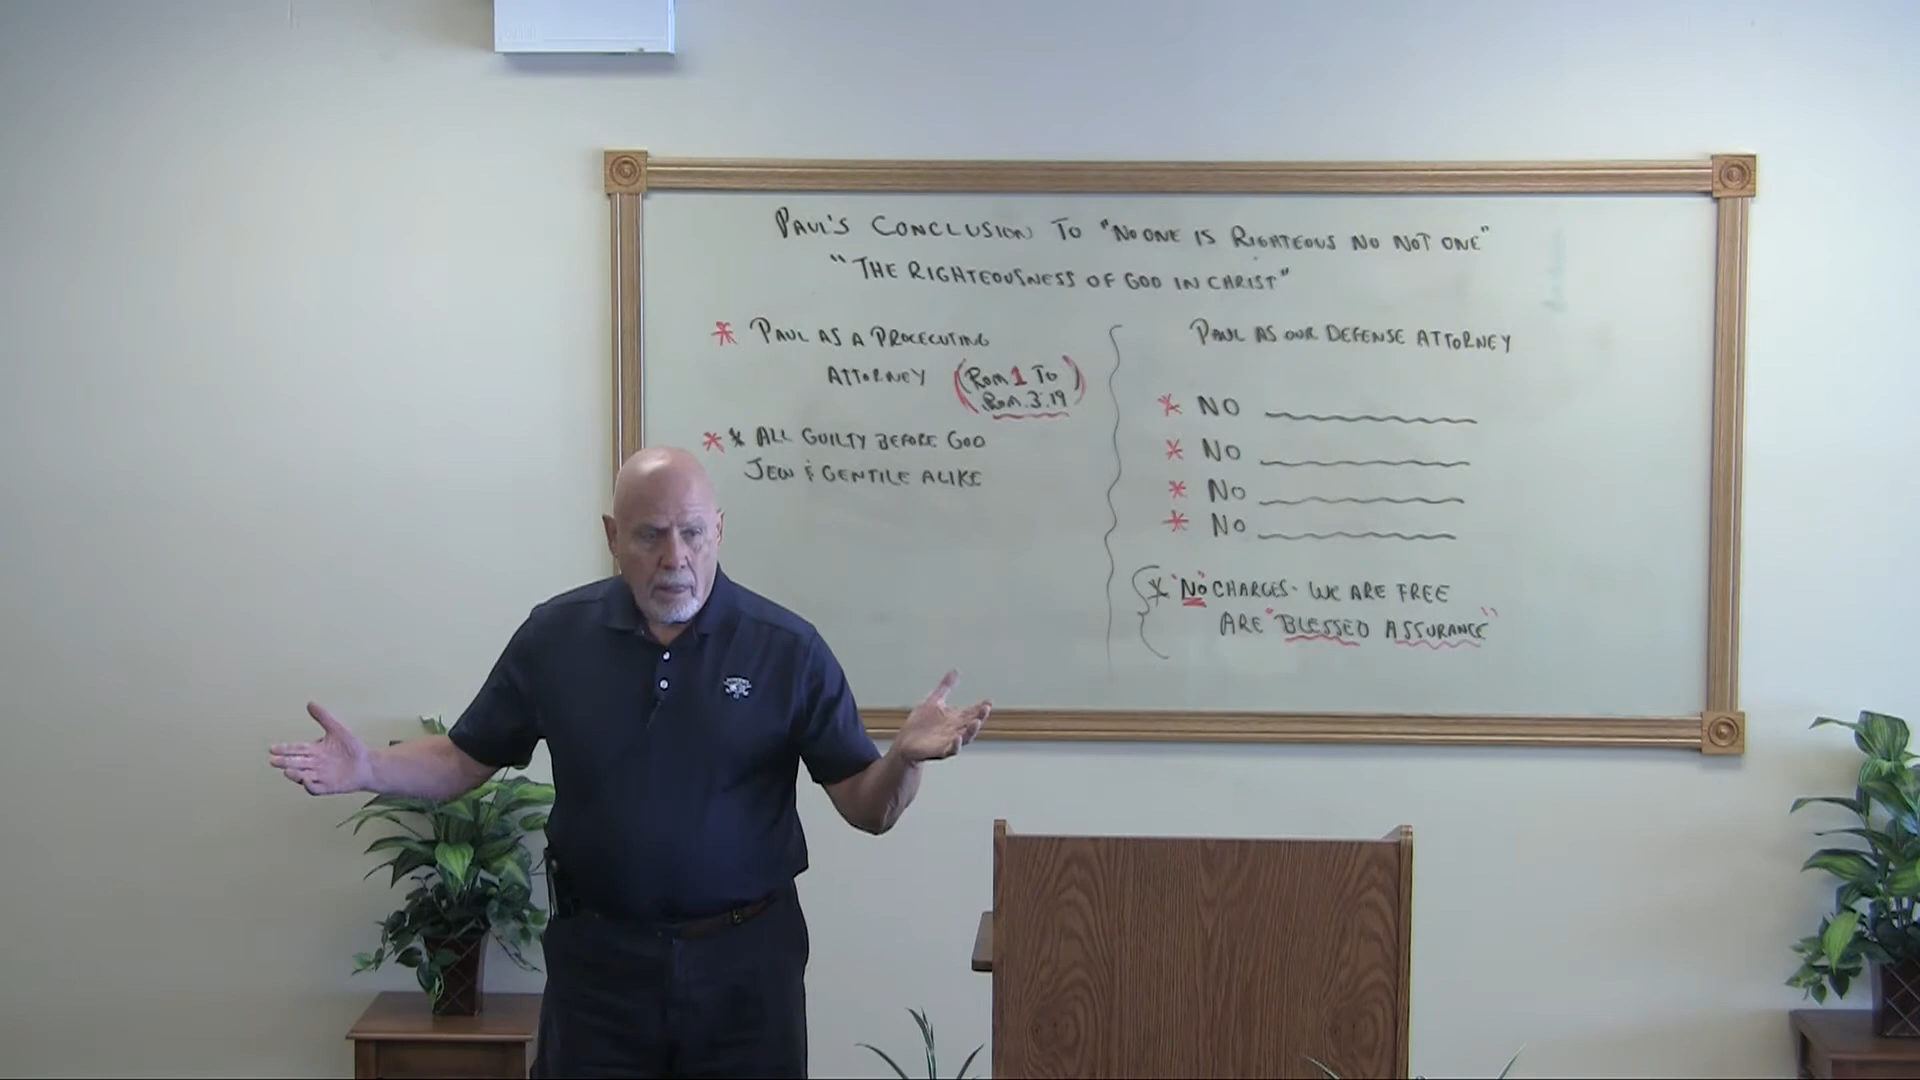 PAUL'S CONCLUSION TO "NO ONE IS RIGHTEOUS NO NOT ONE"
"THE RIGHTEOUSNESS OF GOD IN CHRIST"
* PAUL AS A PROCECUTING
ATTORNEY (ROM 1 TO
ROM. 3:19)
* * ALL GUILTY BEFORE GOD
JEW & GENTILE ALIKE
PAUL AS OUR DEFENSE ATTORNEY
* NO
* NO
* NO
* NO
* "NO" CHARGES - WE ARE FREE
ARE "BLESSED ASSURANCE"